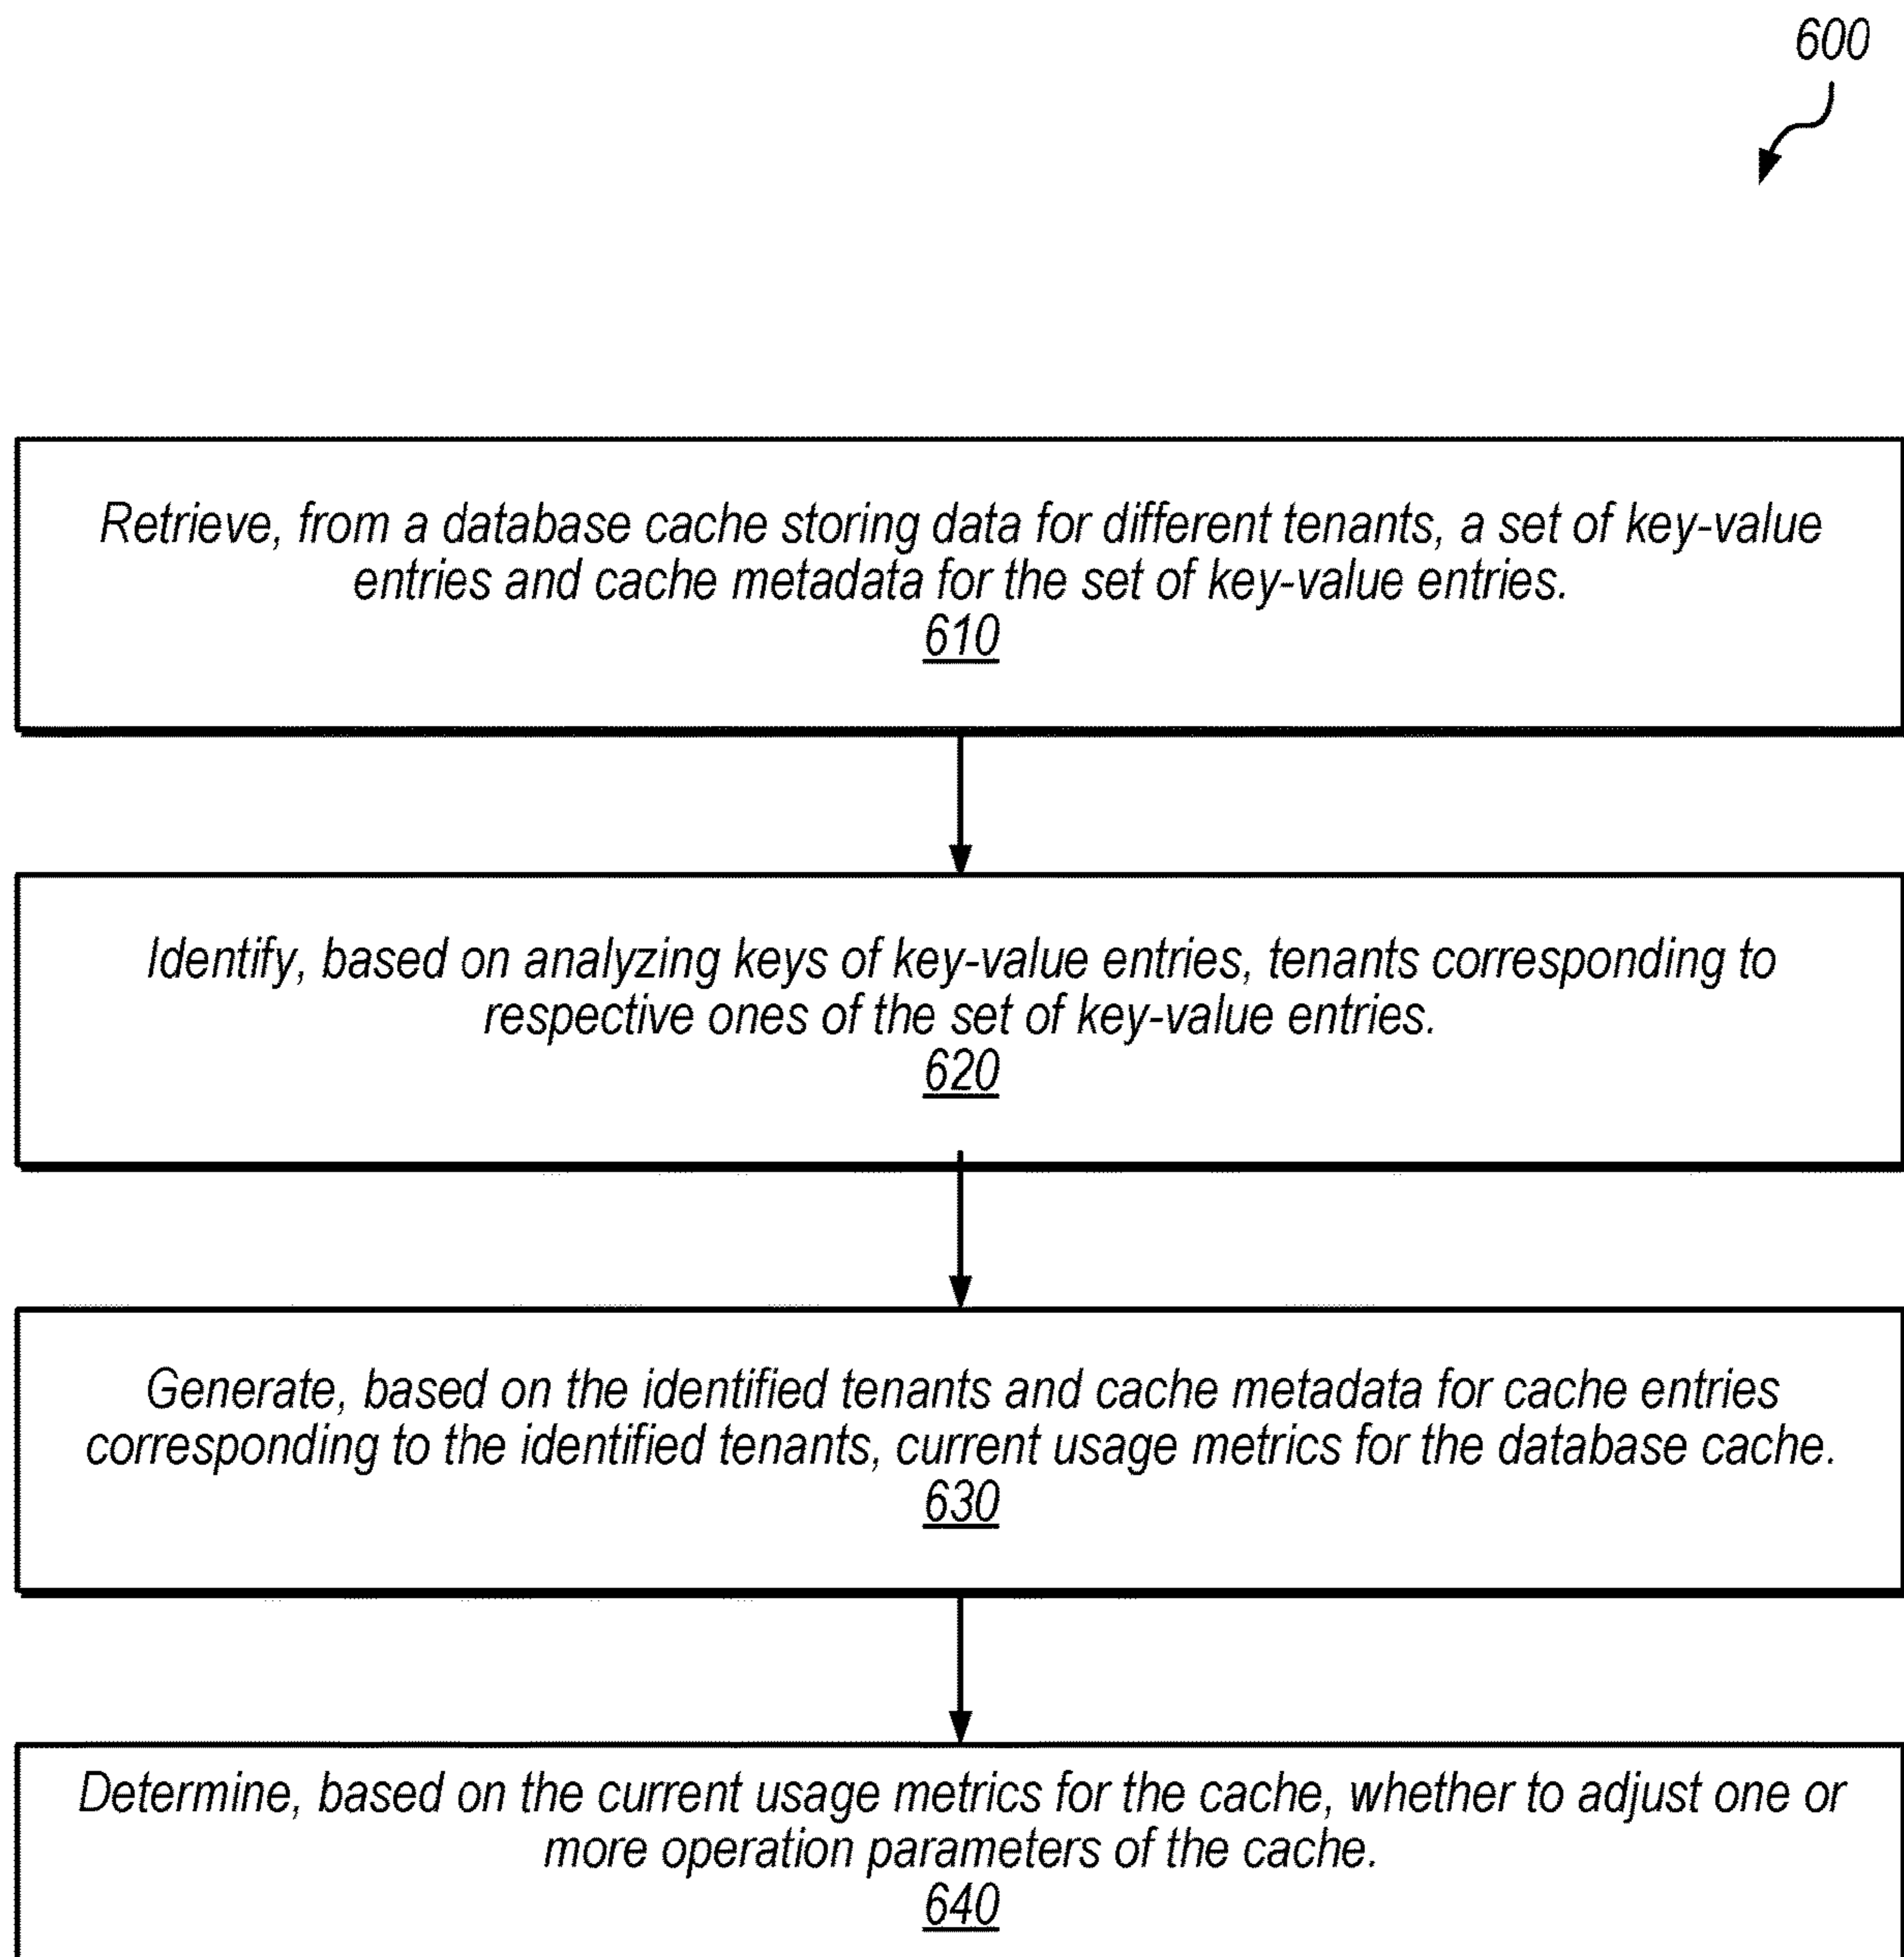 600
Retrieve, from a database cache storing data for different tenants, a set of key-value
entries and cache metadata for the set of key-value entries.
610
Identify, based on analyzing keys of key-value entries, tenants corresponding to
respective ones of the set of key-value entries.
620
Generate, based on the identified tenants and cache metadata for cache entries
corresponding to the identified tenants, current usage metrics for the database cache.
630
Determine, based on the current usage metrics for the cache, whether to adjust one or
more operation parameters of the cache.
640